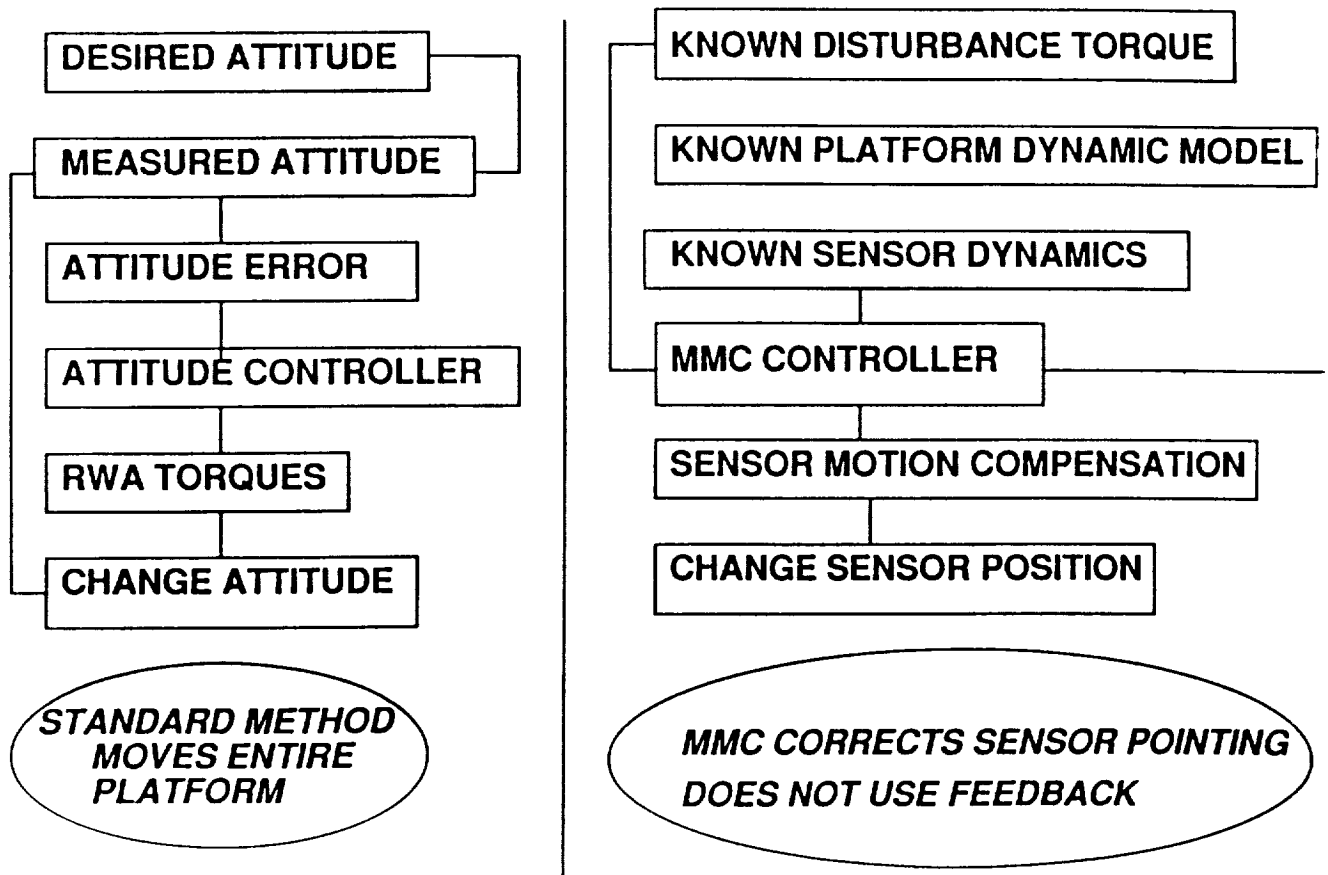 DESIRED ATTITUDE
MEASURED ATTITUDE
ATTITUDE ERROR
ATTITUDE CONTROLLER
RWA TORQUES
CHANGE ATTITUDE
STANDARD METHOD
MOVES ENTIRE
PLATFORM
KNOWN DISTURBANCE TORQUE
KNOWN PLATFORM DYNAMIC MODEL
KNOWN SENSOR DYNAMICS
MMC CONTROLLER
SENSOR MOTION COMPENSATION
CHANGE SENSOR POSITION
MMC CORRECTS SENSOR POINTING
DOES NOT USE FEEDBACK